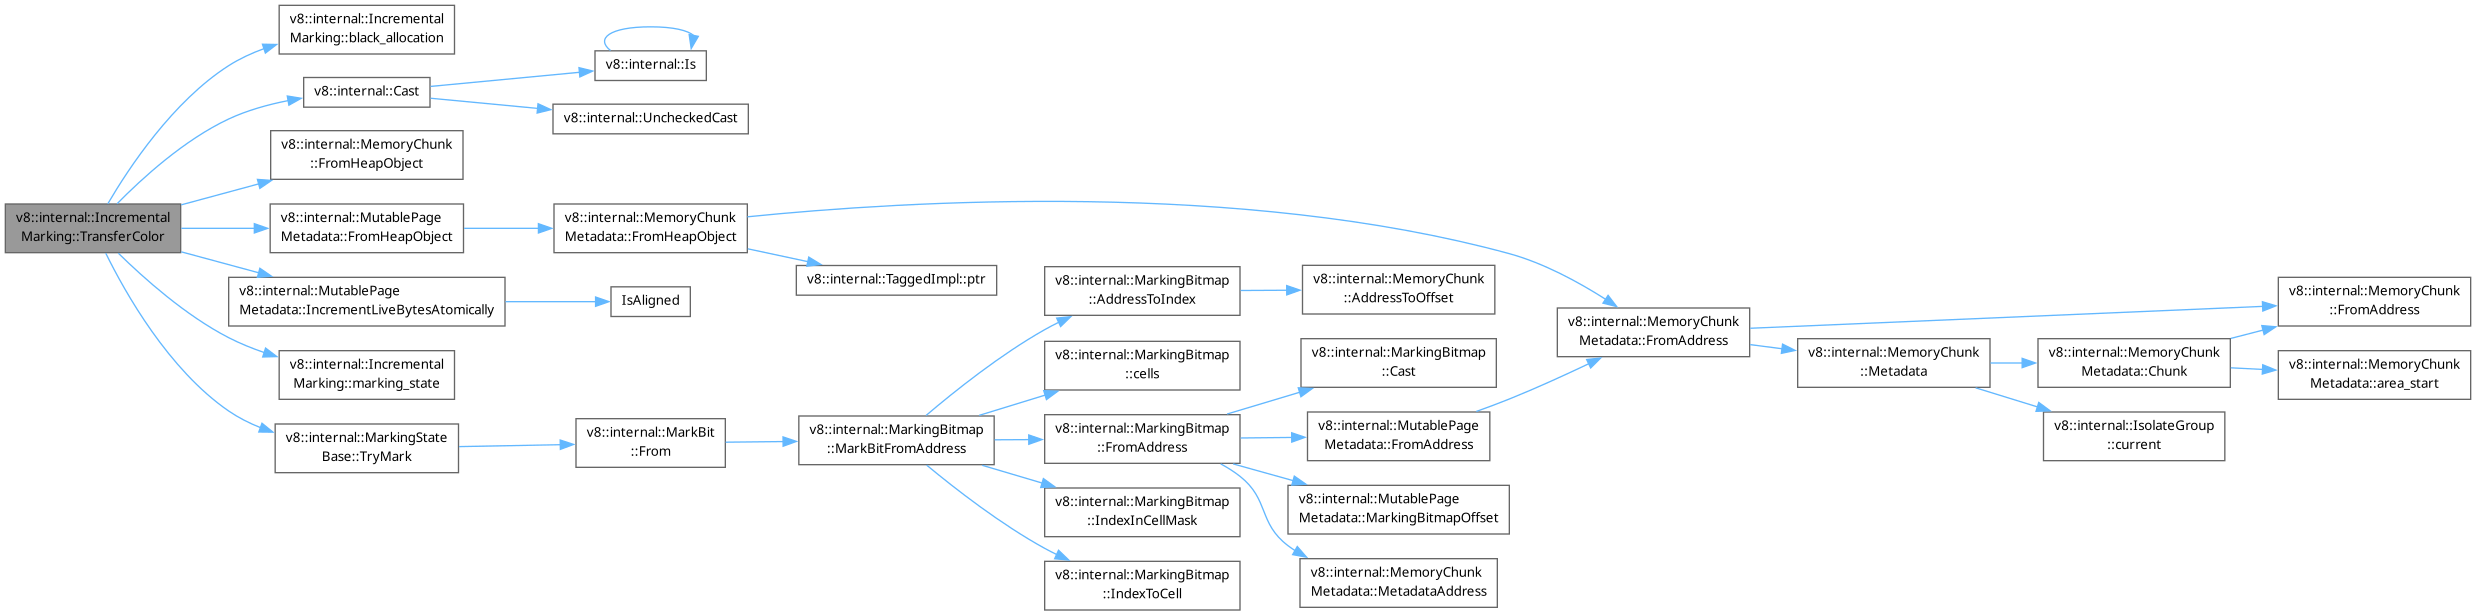 v8::internal::Incremental
Marking::TransferColor
v8::internal::Incremental
Marking::black_allocation
v8::internal::Cast
v8::internal::Is
v8::internal::UncheckedCast
v8::internal::MemoryChunk
::FromHeapObject
v8::internal::MutablePage
Metadata::FromHeapObject
v8::internal::MemoryChunk
Metadata::FromHeapObject
v8::internal::TaggedImpl::ptr
v8::internal::MutablePage
Metadata::IncrementLiveBytesAtomically
IsAligned
v8::internal::Incremental
Marking::marking_state
v8::internal::MarkingState
Base::TryMark
v8::internal::MarkBit
::From
v8::internal::MarkingBitmap
::MarkBitFromAddress
v8::internal::MarkingBitmap
::AddressToIndex
v8::internal::MemoryChunk
::AddressToOffset
v8::internal::MarkingBitmap
::cells
v8::internal::MarkingBitmap
::FromAddress
v8::internal::MarkingBitmap
::Cast
v8::internal::MutablePage
Metadata::FromAddress
v8::internal::MutablePage
Metadata::MarkingBitmapOffset
v8::internal::MemoryChunk
Metadata::MetadataAddress
v8::internal::MarkingBitmap
::IndexInCellMask
v8::internal::MarkingBitmap
::IndexToCell
v8::internal::MemoryChunk
Metadata::FromAddress
v8::internal::MemoryChunk
::Metadata
v8::internal::MemoryChunk
Metadata::Chunk
v8::internal::IsolateGroup
::current
v8::internal::MemoryChunk
::FromAddress
v8::internal::MemoryChunk
Metadata::area_start